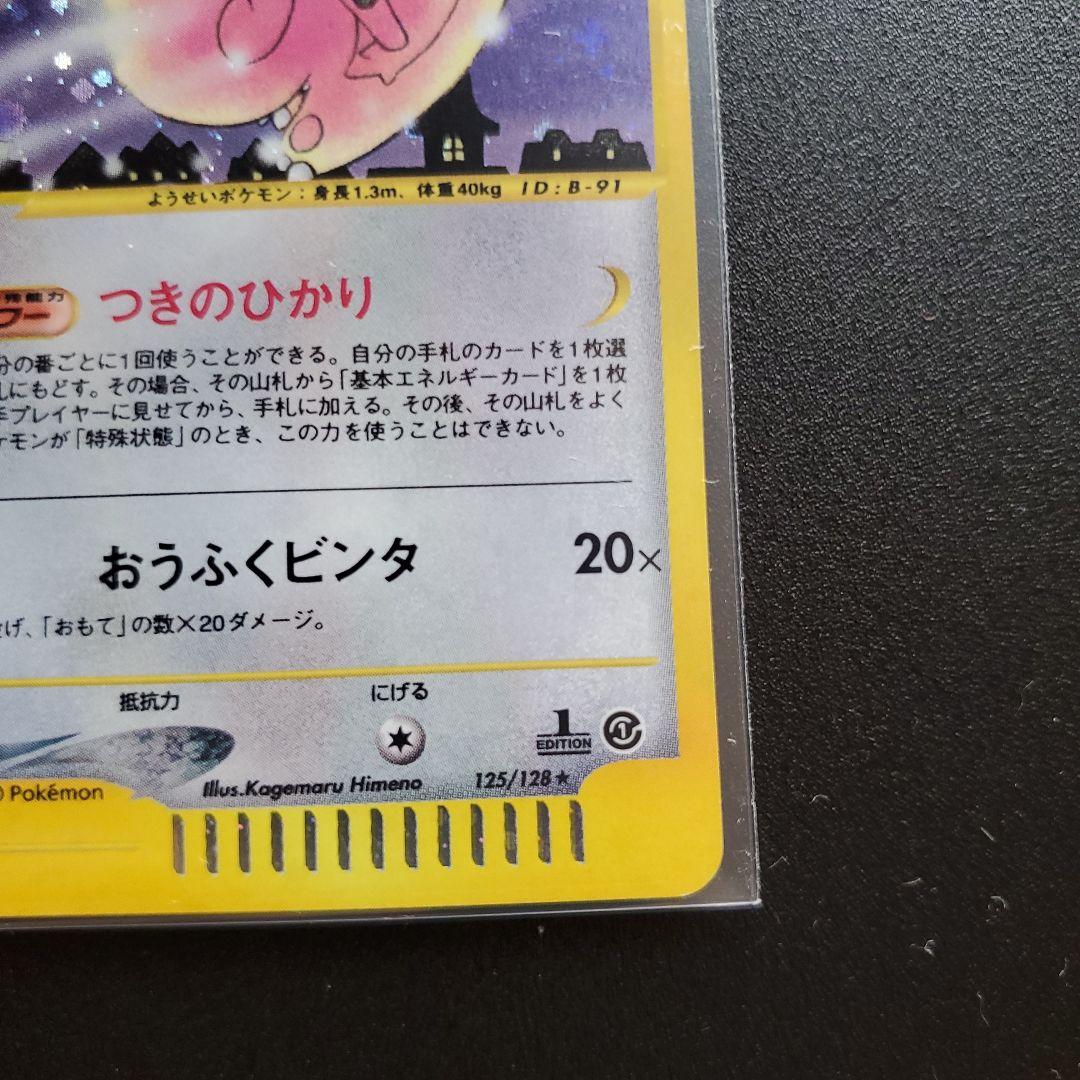 ようせいポケモン：身長1.3m、体重40kg ID：B-91
特殊能力
つきのひかり
分の番ごとに1回使うことができる。自分の手札のカードを1枚選
札にもどす。その場合、その山札から「基本エネルギーカード」を1枚
プレイヤーに見せてから、手札に加える。その後、その山札をよく
ケモンが「特殊状態」のとき、この力を使うことはできない。
おうふくビンタ 20×
げ、「おもて」の数×20ダメージ。
抵抗力 にげる
1 EDITION
Illus.Kagemaru Himeno 125/128★
© Pokémon